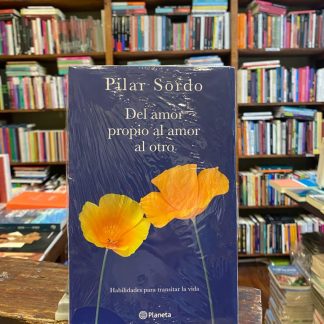 Pilar Sordo
Del amor
propio al amor
al otro
Habilidades para transitar la vida
Planeta